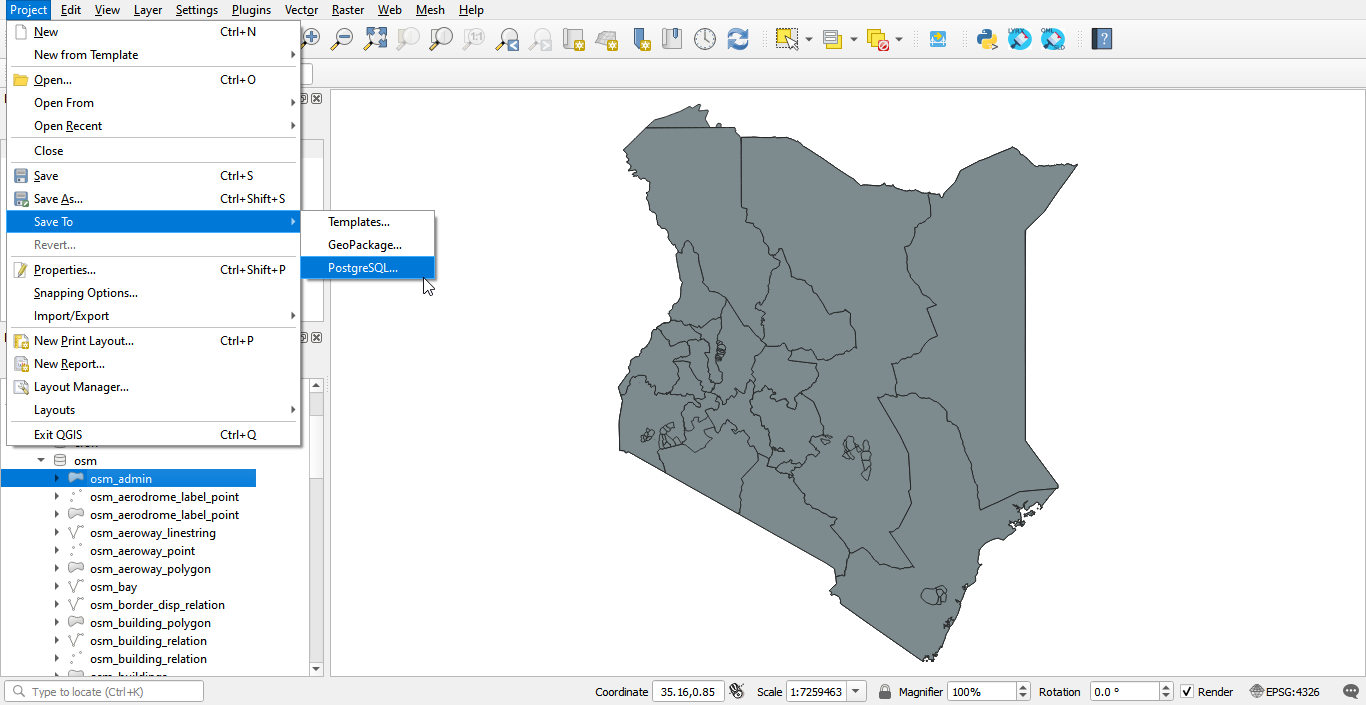 Project Edit View Layer Settings Plugins Vector Raster Web Mesh Help
New Ctrl+N
New from Template
Open... Ctrl+O
Open From
Open Recent
Close
Save Ctrl+S
Save As... Ctrl+Shift+S
Save To
Templates...
Revert...
GeoPackage...
Properties... Ctrl+Shift+P
PostgreSQL...
Snapping Options...
Import/Export
New Print Layout... Ctrl+P
New Report...
Layout Manager...
Layouts
Exit QGIS Ctrl+Q
osm
osm_admin
osm_aerodrome_label_point
osm_aerodrome_label_point
osm_aeroway_linestring
osm_aeroway_point
osm_aeroway_polygon
osm_bay
osm_border_disp_relation
osm_building_polygon
osm_building_relation
osm_building_relation
Type to locate (Ctrl+K) Coordinate 35.16,0.85 Scale 1:7259463 Magnifier 100% Rotation 0.0 ° Render EPSG:4326